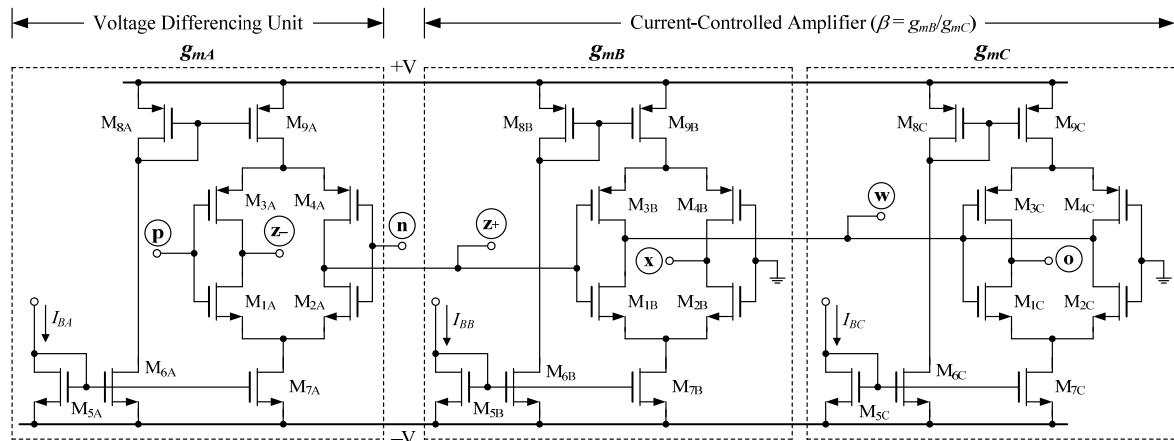 Voltage Differencing Unit
Current-Controlled Amplifier (β = gmB/gmC)
gmA
gmB
gmC
+V
M8A
M9A
M8B
M9B
M8C
M9C
M3A
M4A
M3B
M4B
M3C
M4C
p
z−
n
z+
x
w
o
M1A
M2A
M1B
M2B
M1C
M2C
IBA
IBB
IBC
M6A
M7A
M6B
M7B
M6C
M7C
M5A
M5B
M5C
−V